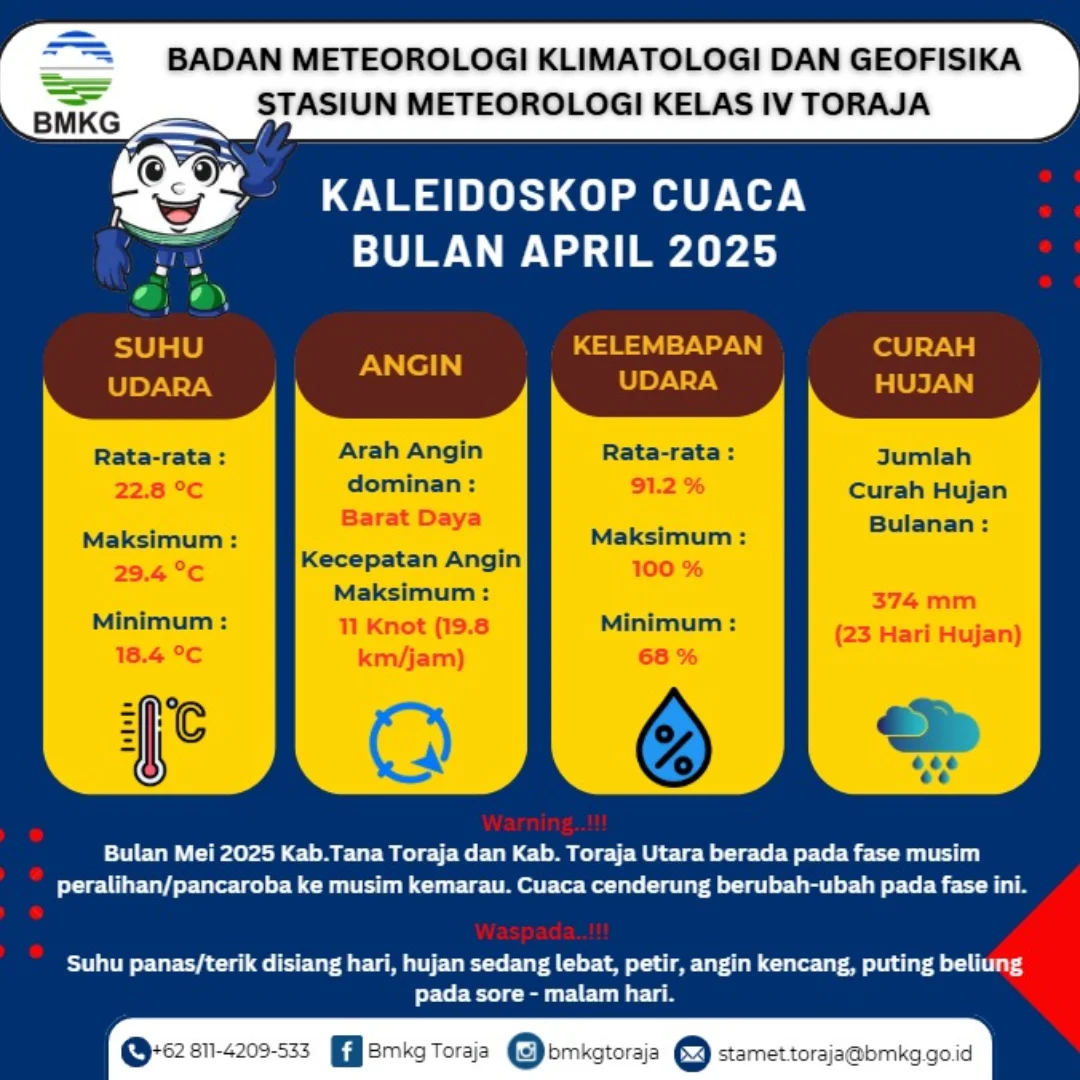 BADAN METEOROLOGI KLIMATOLOGI DAN GEOFISIKA
STASIUN METEOROLOGI KELAS IV TORAJA
BMKG
KALEIDOSKOP CUACA
BULAN APRIL 2025
SUHU
UDARA
Rata-rata :
22.8 °C
Maksimum :
29.4 °C
Minimum :
18.4 °C
°C
ANGIN
Arah Angin
dominan :
Barat Daya
Kecepatan Angin
Maksimum :
11 Knot (19.8
km/jam)
KELEMBAPAN
UDARA
Rata-rata :
91.2 %
Maksimum :
100 %
Minimum :
68 %
%
CURAH
HUJAN
Jumlah
Curah Hujan
Bulanan :
374 mm
(23 Hari Hujan)
Warning..!!!
Bulan Mei 2025 Kab.Tana Toraja dan Kab. Toraja Utara berada pada fase musim
peralihan/pancaroba ke musim kemarau. Cuaca cenderung berubah-ubah pada fase ini.
Waspada..!!!
Suhu panas/terik disiang hari, hujan sedang lebat, petir, angin kencang, puting beliung
pada sore - malam hari.
+62 811-4209-533
Bmkg Toraja
bmkgtoraja
stamet.toraja@bmkg.go.id